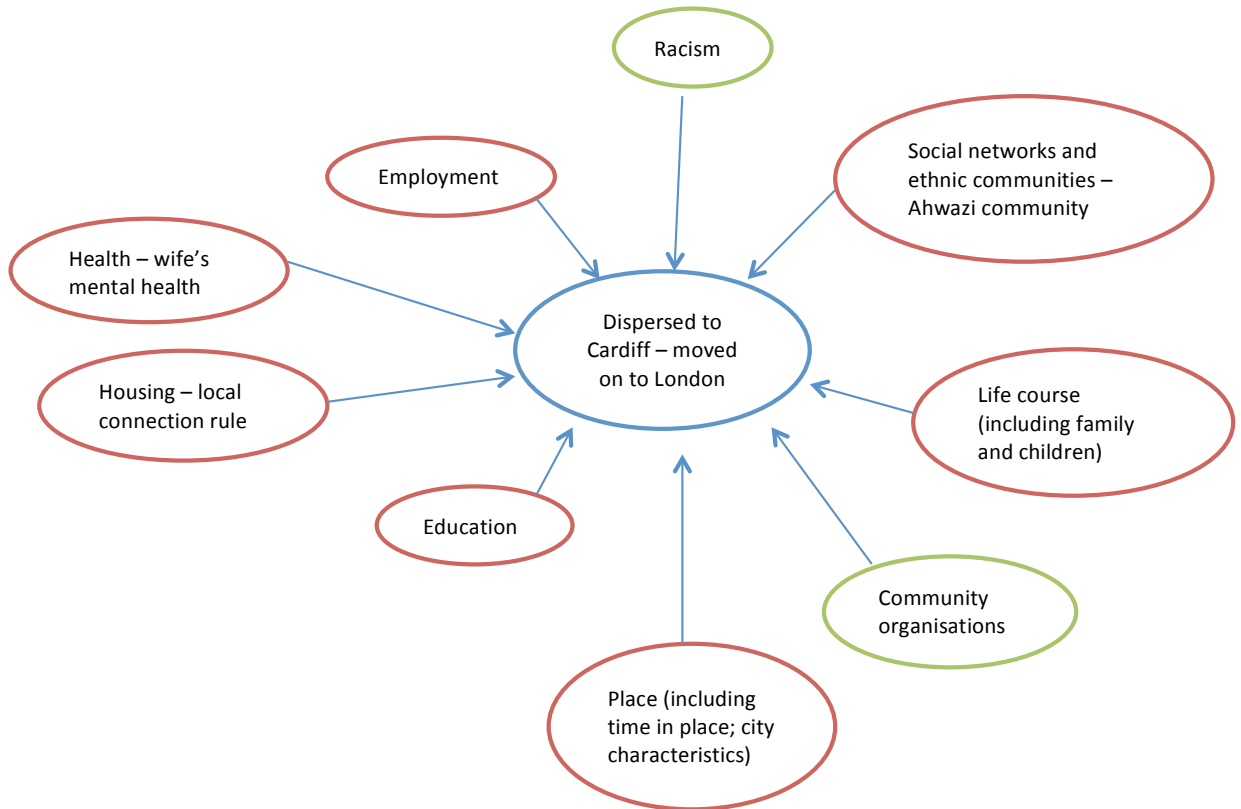 Racism
Social networks and
ethnic communities –
Ahwazi community
Employment
Health – wife's
mental health
Dispersed to
Cardiff – moved
on to London
Housing – local
connection rule
Life course
(including family
and children)
Education
Community
organisations
Place (including
time in place; city
characteristics)